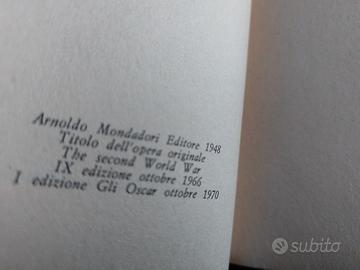 Arnoldo Mondadori Editore 1948
Titolo dell'opera originale
The second World War
IX edizione ottobre 1966
I edizione Gli Oscar ottobre 1970
subito